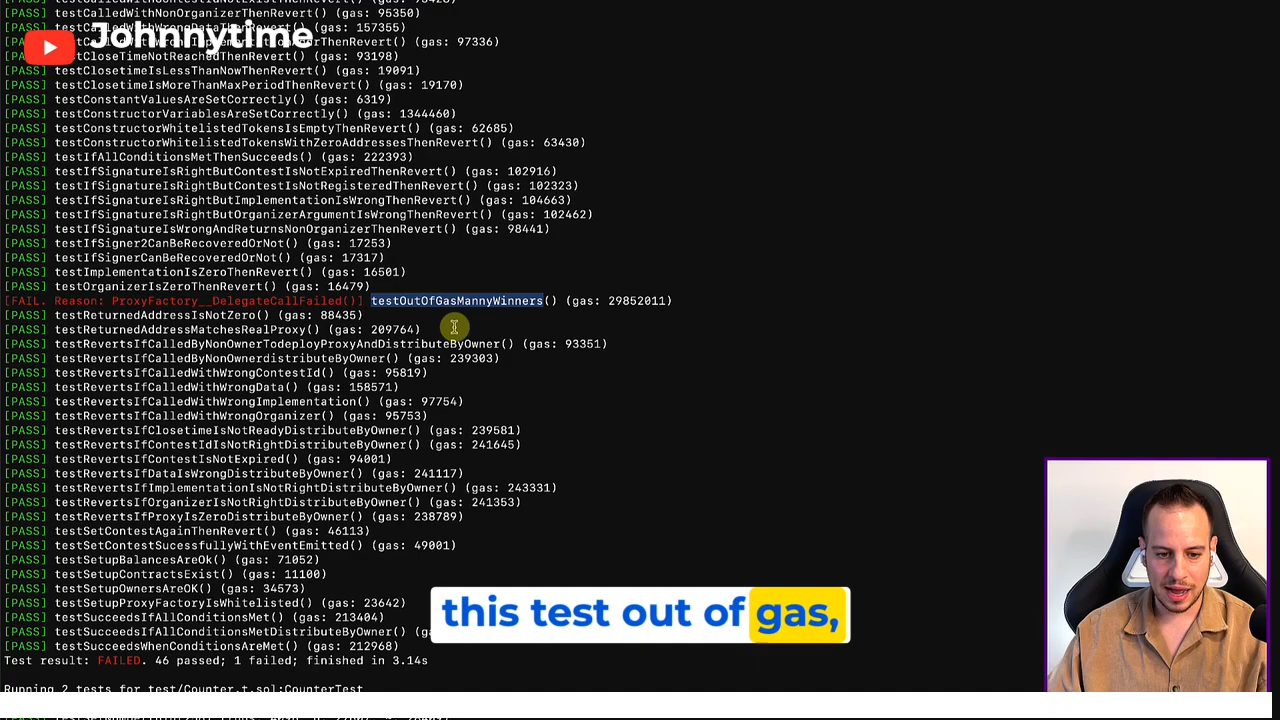 [PASS] testCalledWithNonOrganizerThenRevert() (gas: 95350)
WithWrongDataThenRevert() (gas: 157355)
Johnnytime
ThenRevert() (gas: 97336)
CloseTimeNotReachedThenRevert() (gas: 93198)
[PASS] testClosetimeIsLessThanNowThenRevert() (gas: 19091)
[PASS] testClosetimeIsMoreThanMaxPeriodThenRevert() (gas: 19170)
[PASS] testConstantValuesAreSetCorrectly() (gas: 6319)
[PASS] testConstructorVariablesAreSetCorrectly() (gas: 1344460)
[PASS] testConstructorWhitelistedTokensIsEmptyThenRevert() (gas: 62685)
[PASS] testConstructorWhitelistedTokensWithZeroAddressesThenRevert() (gas: 63430)
[PASS] testIfAllConditionsMetThenSucceeds() (gas: 222393)
[PASS] testIfSignatureIsRightButContestIsNotExpiredThenRevert() (gas: 102916)
[PASS] testIfSignatureIsRightButContestIsNotRegisteredThenRevert() (gas: 102323)
[PASS] testIfSignatureIsRightButImplementationIsWrongThenRevert() (gas: 104663)
[PASS] testIfSignatureIsRightButOrganizerArgumentIsWrongThenRevert() (gas: 102462)
[PASS] testIfSignatureIsWrongAndReturnsNonOrganizerThenRevert() (gas: 98441)
[PASS] testIfSigner2CanBeRecoveredOrNot() (gas: 17253)
[PASS] testIfSignerCanBeRecoveredOrNot() (gas: 17317)
[PASS] testImplementationIsZeroThenRevert() (gas: 16501)
[PASS] testOrganizerIsZeroThenRevert() (gas: 16479)
[FAIL. Reason: ProxyFactory__DelegateCallFailed()] testOutOfGasMannyWinners() (gas: 29852011)
[PASS] testReturnedAddressIsNotZero() (gas: 88435)
[PASS] testReturnedAddressMatchesRealProxy() (gas: 209764)
[PASS] testRevertsIfCalledByNonOwnerTodeployProxyAndDistributeByOwner() (gas: 93351)
[PASS] testRevertsIfCalledByNonOwnerdistributeByOwner() (gas: 239303)
[PASS] testRevertsIfCalledWithWrongContestId() (gas: 95819)
[PASS] testRevertsIfCalledWithWrongData() (gas: 158571)
[PASS] testRevertsIfCalledWithWrongImplementation() (gas: 97754)
[PASS] testRevertsIfCalledWithWrongOrganizer() (gas: 95753)
[PASS] testRevertsIfClosetimeIsNotReadyDistributeByOwner() (gas: 239581)
[PASS] testRevertsIfContestIdIsNotRightDistributeByOwner() (gas: 241645)
[PASS] testRevertsIfContestIsNotExpired() (gas: 94001)
[PASS] testRevertsIfDataIsWrongDistributeByOwner() (gas: 241117)
[PASS] testRevertsIfImplementationIsNotRightDistributeByOwner() (gas: 243331)
[PASS] testRevertsIfOrganizerIsNotRightDistributeByOwner() (gas: 241353)
[PASS] testRevertsIfProxyIsZeroDistributeByOwner() (gas: 238789)
[PASS] testSetContestAgainThenRevert() (gas: 46113)
[PASS] testSetContestSucessfullyWithEventEmitted() (gas: 49001)
[PASS] testSetupBalancesAreOk() (gas: 71052)
[PASS] testSetupContractsExist() (gas: 11100)
[PASS] testSetupOwnersAreOK() (gas: 34573)
[PASS] testSetupProxyFactoryIsWhitelisted() (gas: 23642)
[PASS] testSucceedsIfAllConditionsMet() (gas: 213404)
[PASS] testSucceedsIfAllConditionsMetDistributeByOwner()
[PASS] testSucceedsWhenConditionsAreMet() (gas: 212968)
this test out of gas,
Test result: FAILED. 46 passed; 1 failed; finished in 3.14s
Running 2 tests for test/Counter.t.sol:CounterTest